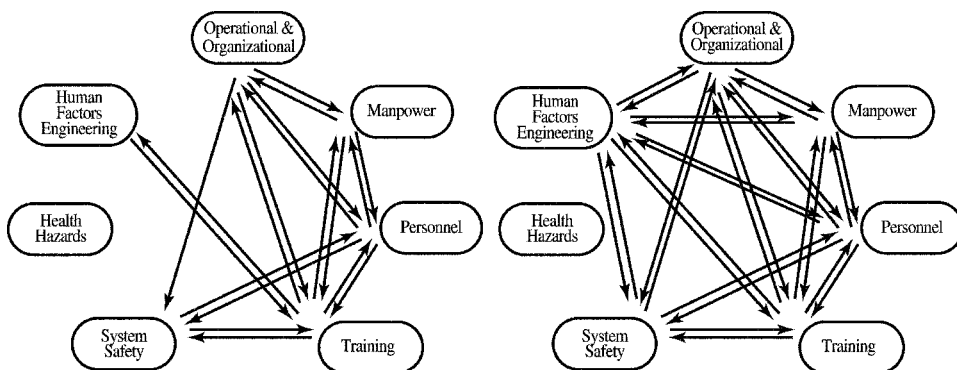 Operational &
Organizational
Human
Factors
Engineering
Manpower
Health
Hazards
Personnel
System
Safety
Training
Operational &
Organizational
Human
Factors
Engineering
Manpower
Health
Hazards
Personnel
System
Safety
Training